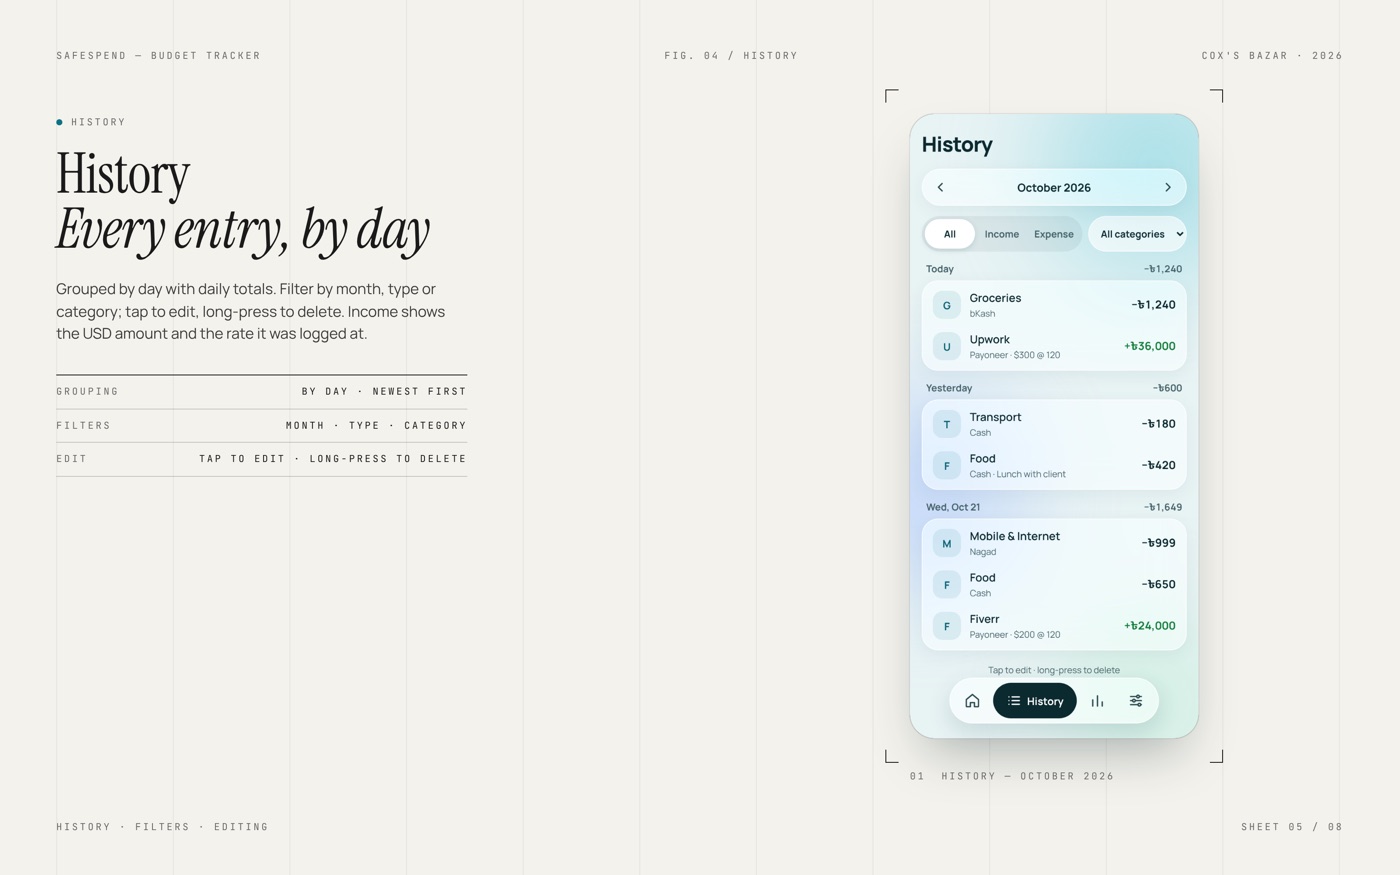 SAFESPEND — BUDGET TRACKER
FIG. 04 / HISTORY
COX'S BAZAR · 2026
HISTORY
History
Every entry, by day
Grouped by day with daily totals. Filter by month, type or
category; tap to edit, long-press to delete. Income shows
the USD amount and the rate it was logged at.
GROUPING BY DAY · NEWEST FIRST
FILTERS MONTH · TYPE · CATEGORY
EDIT TAP TO EDIT · LONG-PRESS TO DELETE
History
October 2026
All Income Expense All categories
Today −৳1,240
G Groceries −৳1,240
bKash
U Upwork +৳36,000
Payoneer · $300 @ 120
Yesterday −৳600
T Transport −৳180
Cash
F Food −৳420
Cash · Lunch with client
Wed, Oct 21 −৳1,649
M Mobile & Internet −৳999
Nagad
F Food −৳650
Cash
F Fiverr +৳24,000
Payoneer · $200 @ 120
Tap to edit · long-press to delete
History
01 HISTORY — OCTOBER 2026
HISTORY · FILTERS · EDITING
SHEET 05 / 08